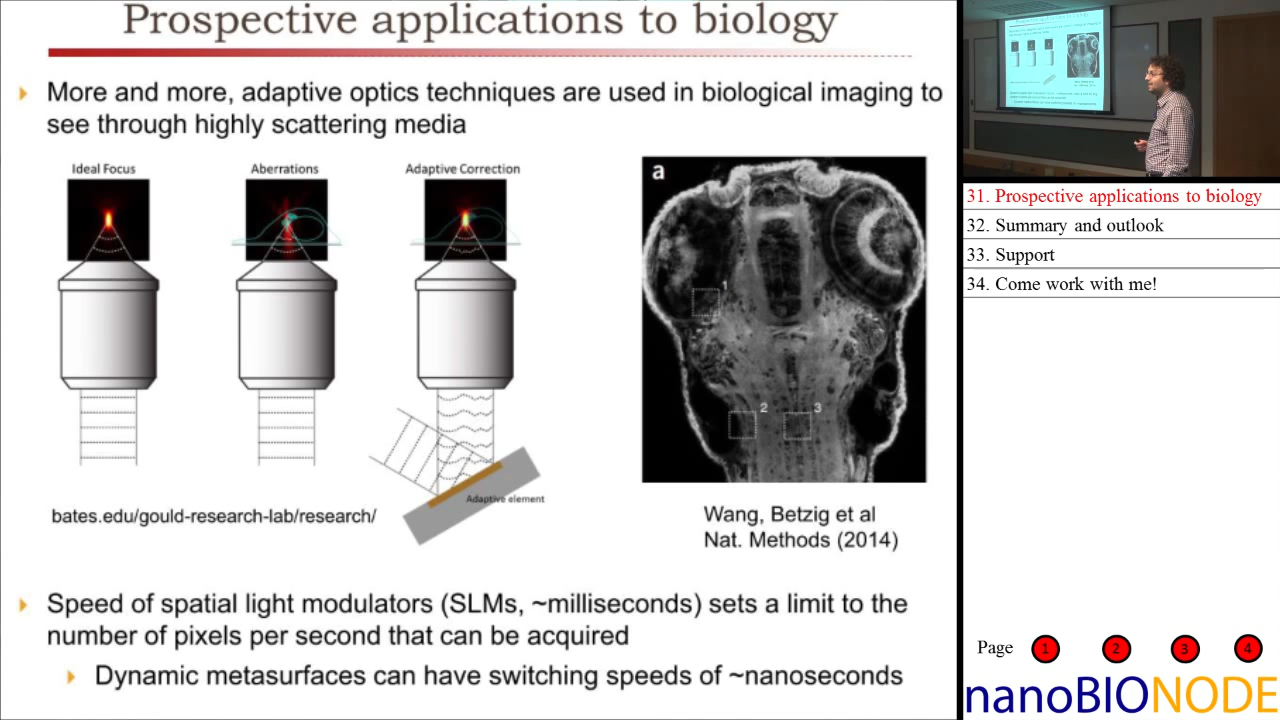 Prospective applications to biology
More and more, adaptive optics techniques are used in biological imaging to
see through highly scattering media
Ideal Focus
Aberrations
Adaptive Correction
Adaptive element
bates.edu/gould-research-lab/research/
a
1
2
3
Wang, Betzig et al
Nat. Methods (2014)
Speed of spatial light modulators (SLMs, ~milliseconds) sets a limit to the
number of pixels per second that can be acquired
Dynamic metasurfaces can have switching speeds of ~nanoseconds
31. Prospective applications to biology
32. Summary and outlook
33. Support
34. Come work with me!
Page 1 2 3 4
nanoBIONODE